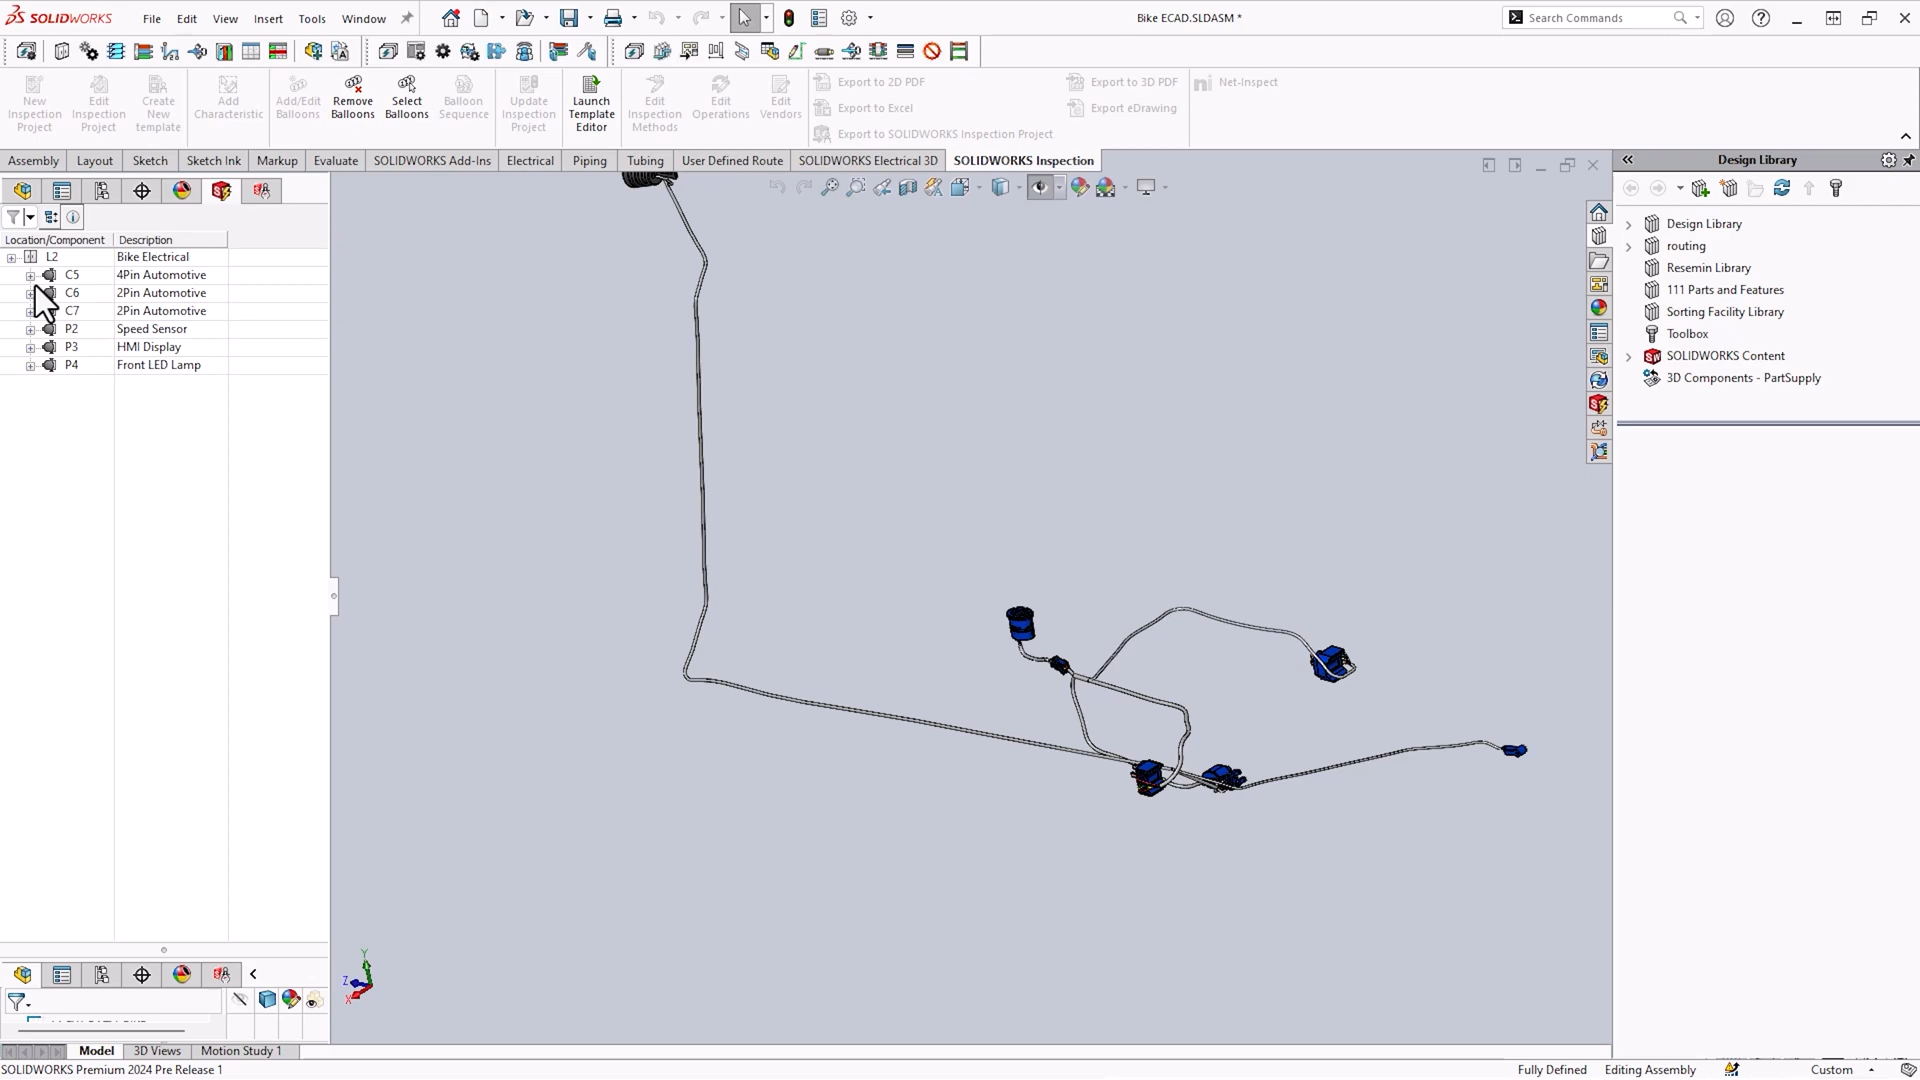 SOLIDWORKS File Edit View Insert Tools Window Bike ECAD.SLDASM * Search Commands
New Inspection Project
Edit Inspection Project
Create New template
Add Characteristic
Add/Edit Balloons
Remove Balloons
Select Balloons
Balloon Sequence
Update Inspection Project
Launch Template Editor
Edit Inspection Methods
Edit Operations
Edit Vendors
Export to 2D PDF
Export to Excel
Export to SOLIDWORKS Inspection Project
Export to 3D PDF
Export eDrawing
Net-Inspect
Assembly Layout Sketch Sketch Ink Markup Evaluate SOLIDWORKS Add-Ins Electrical Piping Tubing User Defined Route SOLIDWORKS Electrical 3D SOLIDWORKS Inspection
Location/Component Description
L2 Bike Electrical
C5 4Pin Automotive
C6 2Pin Automotive
C7 2Pin Automotive
P2 Speed Sensor
P3 HMI Display
P4 Front LED Lamp
Y
Z
X
Design Library
Design Library
routing
Resemin Library
111 Parts and Features
Sorting Facility Library
Toolbox
SOLIDWORKS Content
3D Components - PartSupply
Model 3D Views Motion Study 1
SOLIDWORKS Premium 2024 Pre Release 1 Fully Defined Editing Assembly Custom